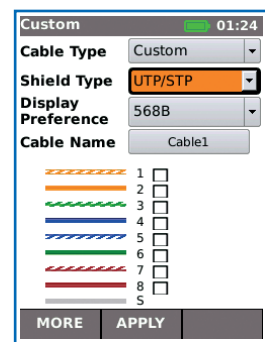 Custom 01:24
Cable Type Custom
Shield Type UTP/STP
Display Preference 568B
Cable Name Cable1
1
2
3
4
5
6
7
8
S
MORE APPLY